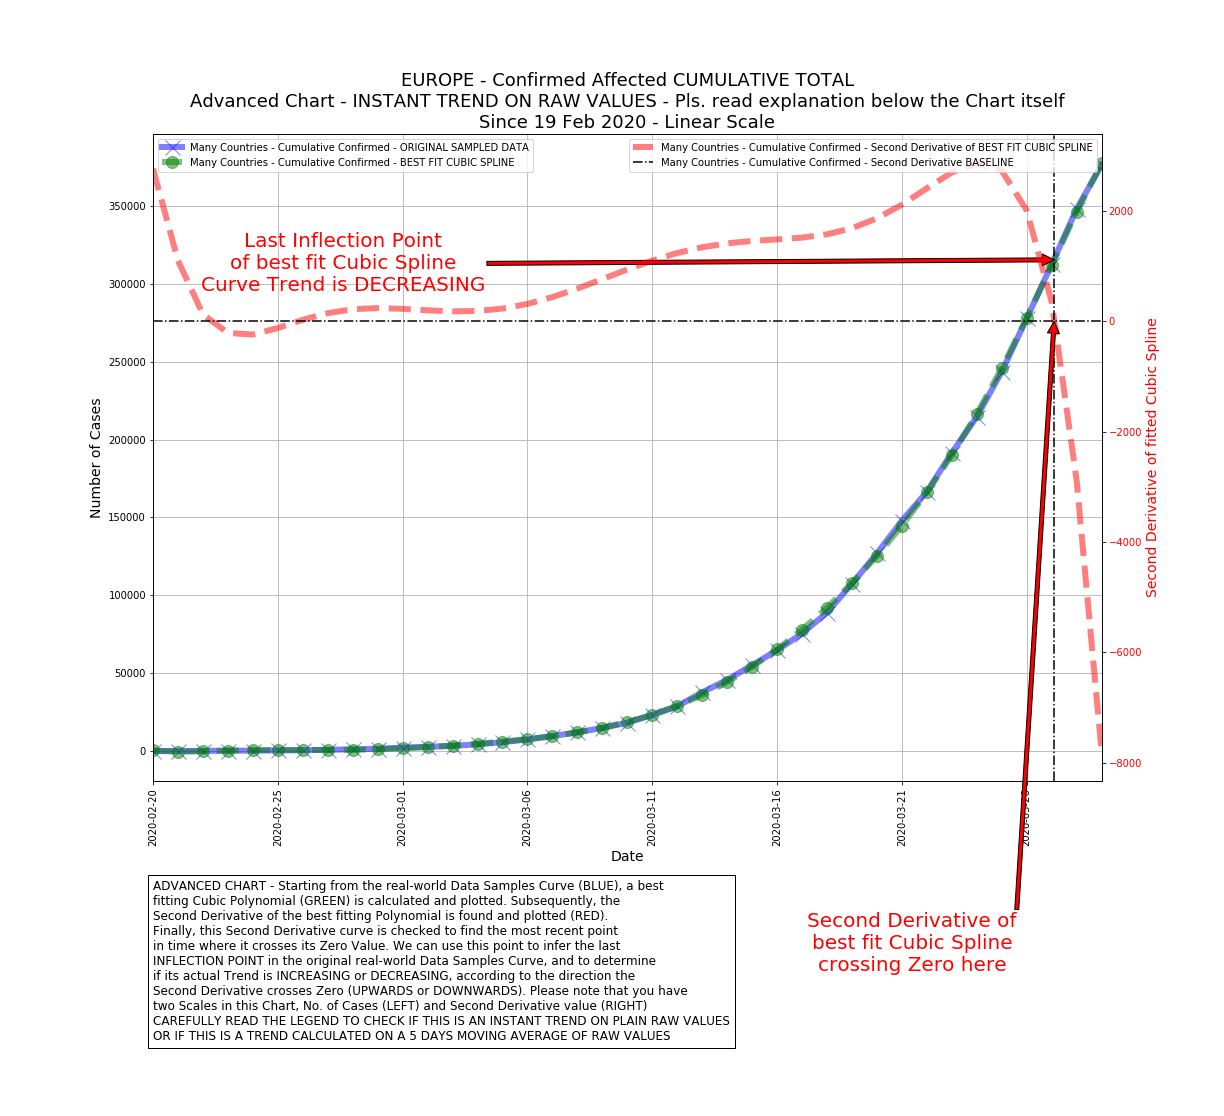 EUROPE - Confirmed Affected CUMULATIVE TOTAL
Advanced Chart - INSTANT TREND ON RAW VALUES - Pls. read explanation below the Chart itself
Since 19 Feb 2020 - Linear Scale
Many Countries - Cumulative Confirmed - ORIGINAL SAMPLED DATA
Many Countries - Cumulative Confirmed - BEST FIT CUBIC SPLINE
Many Countries - Cumulative Confirmed - Second Derivative of BEST FIT CUBIC SPLINE
Many Countries - Cumulative Confirmed - Second Derivative BASELINE
Last Inflection Point
of best fit Cubic Spline
Curve Trend is DECREASING
Number of Cases
350000
300000
250000
200000
150000
100000
50000
0
2000
0
−2000
−4000
−6000
−8000
Second Derivative of fitted Cubic Spline
2020-02-20
2020-02-25
2020-03-01
2020-03-06
2020-03-11
2020-03-16
2020-03-21
2020-03-26
Date
Second Derivative of
best fit Cubic Spline
crossing Zero here
ADVANCED CHART - Starting from the real-world Data Samples Curve (BLUE), a best
fitting Cubic Polynomial (GREEN) is calculated and plotted. Subsequently, the
Second Derivative of the best fitting Polynomial is found and plotted (RED).
Finally, this Second Derivative curve is checked to find the most recent point
in time where it crosses its Zero Value. We can use this point to infer the last
INFLECTION POINT in the original real-world Data Samples Curve, and to determine
if its actual Trend is INCREASING or DECREASING, according to the direction the
Second Derivative crosses Zero (UPWARDS or DOWNWARDS). Please note that you have
two Scales in this Chart, No. of Cases (LEFT) and Second Derivative value (RIGHT)
CAREFULLY READ THE LEGEND TO CHECK IF THIS IS AN INSTANT TREND ON PLAIN RAW VALUES
OR IF THIS IS A TREND CALCULATED ON A 5 DAYS MOVING AVERAGE OF RAW VALUES